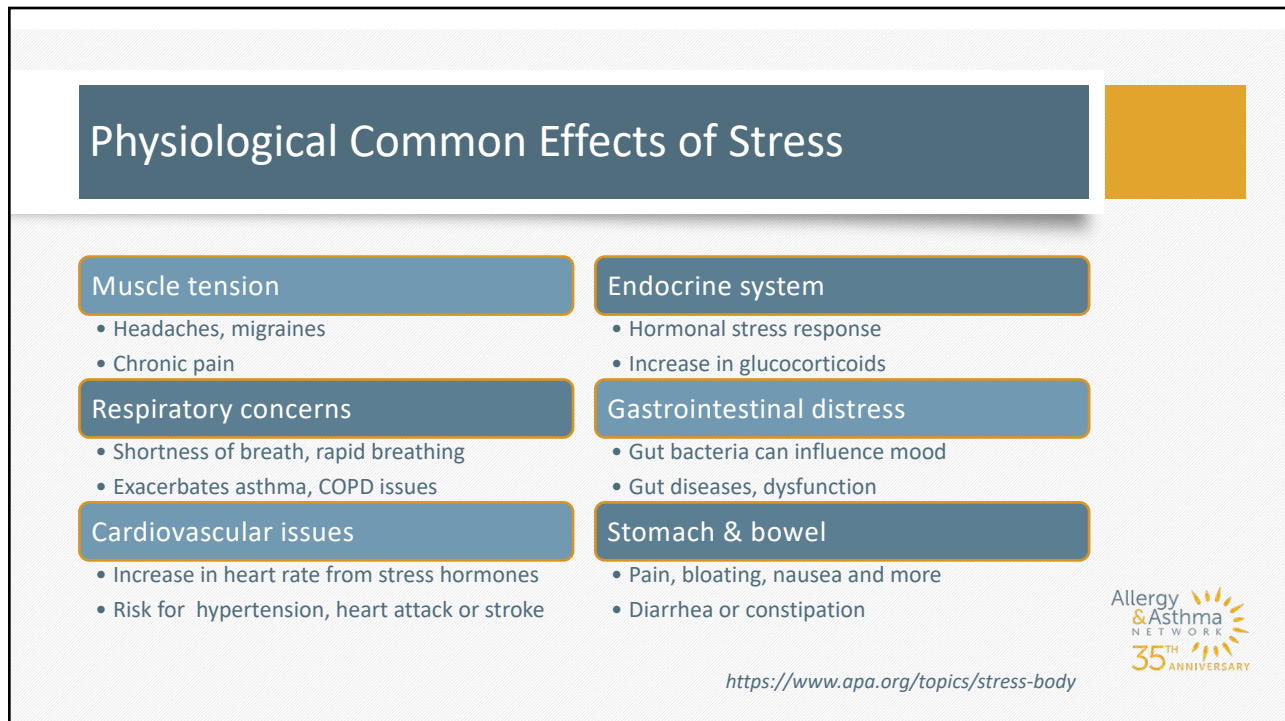 Physiological Common Effects of Stress
Muscle tension
• Headaches, migraines
• Chronic pain
Respiratory concerns
• Shortness of breath, rapid breathing
• Exacerbates asthma, COPD issues
Cardiovascular issues
• Increase in heart rate from stress hormones
• Risk for  hypertension, heart attack or stroke
Endocrine system
• Hormonal stress response
• Increase in glucocorticoids
Gastrointestinal distress
• Gut bacteria can influence mood
• Gut diseases, dysfunction
Stomach & bowel
• Pain, bloating, nausea and more
• Diarrhea or constipation
Allergy
&Asthma
NETWORK
35TH ANNIVERSARY
https://www.apa.org/topics/stress-body